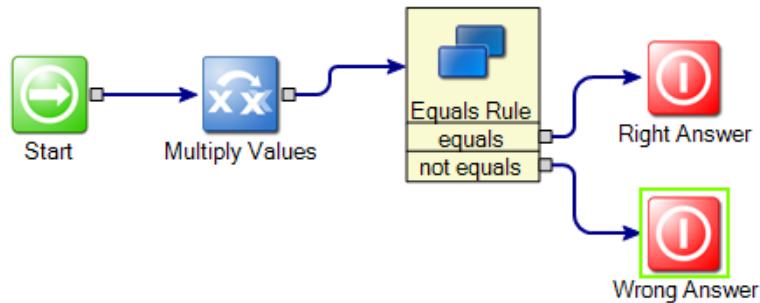 Start
Multiply Values
Equals Rule
equals
not equals
Right Answer
Wrong Answer